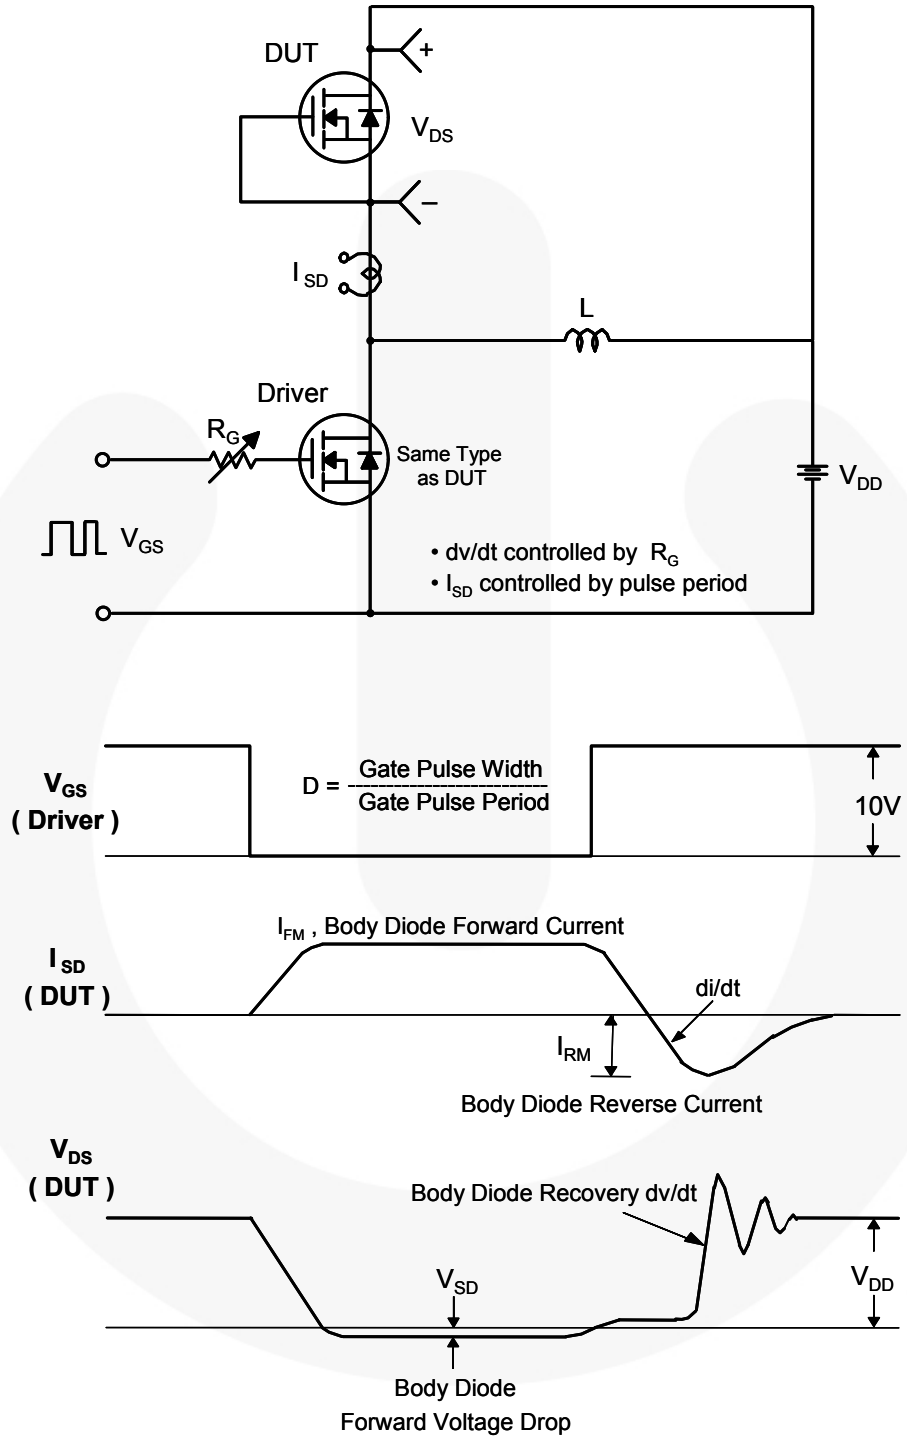 DUT
+
V_DS
–
I_SD
L
Driver
R_G
Same Type
as DUT
V_DD
V_GS
• dv/dt controlled by R_G
• I_SD controlled by pulse period
V_GS
( Driver )
D = Gate Pulse Width
Gate Pulse Period
10V
I_FM , Body Diode Forward Current
I_SD
( DUT )
di/dt
I_RM
Body Diode Reverse Current
V_DS
( DUT )
Body Diode Recovery dv/dt
V_SD
V_DD
Body Diode
Forward Voltage Drop